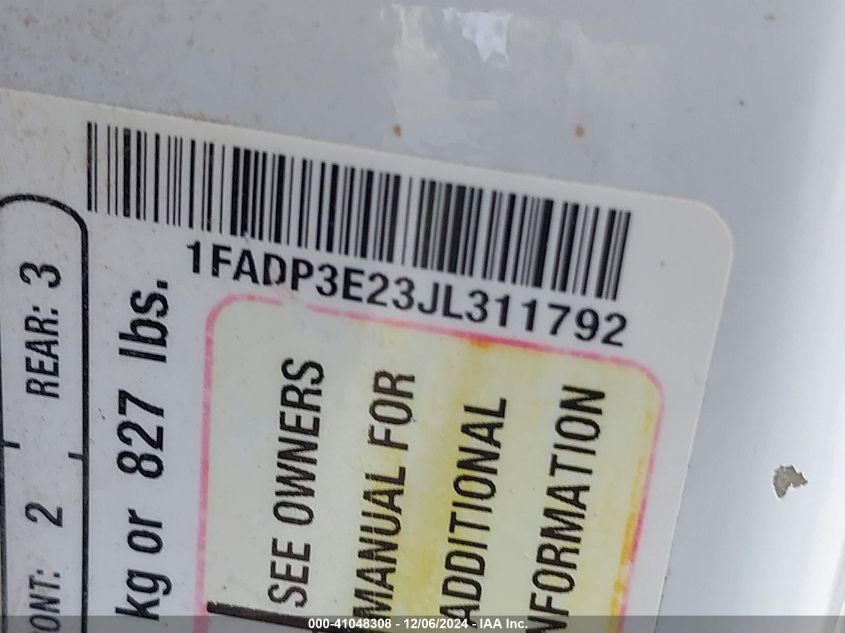 1FADP3E23JL311792
ONT: 2 REAR: 3
kg or 827 lbs.
SEE OWNERS
MANUAL FOR
ADDITIONAL
NFORMATION
000-41048308 - 12/06/2024 - IAA Inc.